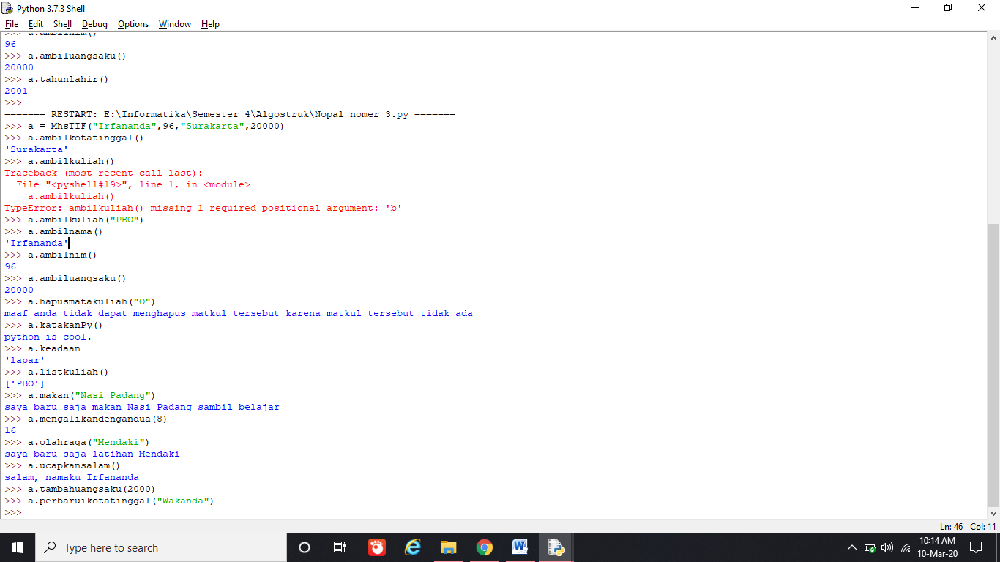 Python 3.7.3 Shell
File Edit Shell Debug Options Window Help
>>> a.ambilnim()
96
>>> a.ambiluangsaku()
20000
>>> a.tahunlahir()
2001
>>>
======= RESTART: E:\Informatika\Semester 4\Algostruk\Nopal nomer 3.py =======
>>> a = MhsTIF("Irfananda",96,"Surakarta",20000)
>>> a.ambilkotatinggal()
'Surakarta'
>>> a.ambilkuliah()
Traceback (most recent call last):
  File "<pyshell#19>", line 1, in <module>
    a.ambilkuliah()
TypeError: ambilkuliah() missing 1 required positional argument: 'b'
>>> a.ambilkuliah("PBO")
>>> a.ambilnama()
'Irfananda'
>>> a.ambilnim()
96
>>> a.ambiluangsaku()
20000
>>> a.hapusmatakuliah("O")
maaf anda tidak dapat menghapus matkul tersebut karena matkul tersebut tidak ada
>>> a.katakanPy()
python is cool.
>>> a.keadaan
'lapar'
>>> a.listkuliah()
['PBO']
>>> a.makan("Nasi Padang")
saya baru saja makan Nasi Padang sambil belajar
>>> a.mengalikandengandua(8)
16
>>> a.olahraga("Mendaki")
saya baru saja latihan Mendaki
>>> a.ucapkansalam()
salam, namaku Irfananda
>>> a.tambahuangsaku(2000)
>>> a.perbaruikotatinggal("Wakanda")
>>>
Ln: 46 Col: 11
Type here to search
10:14 AM
10-Mar-20